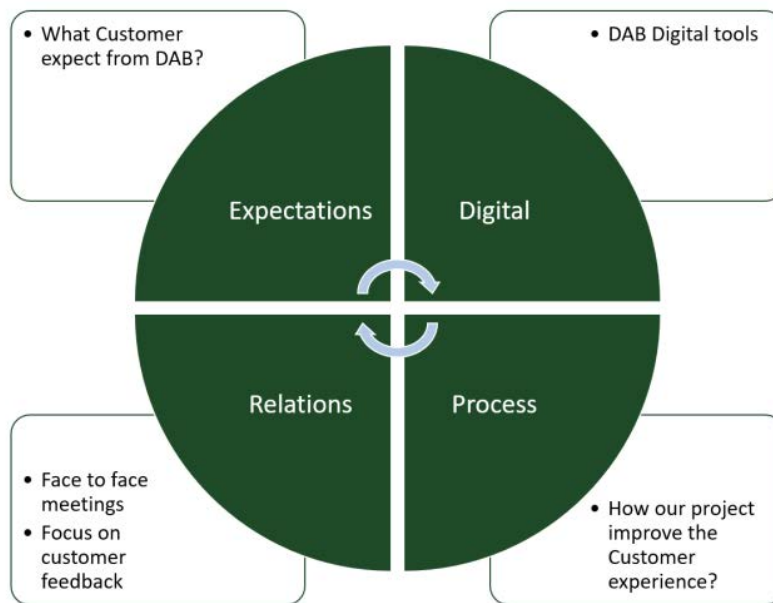 • What Customer
expect from DAB?
• DAB Digital tools
Expectations
Digital
Relations
Process
• Face to face
meetings
• Focus on
customer
feedback
• How our project
improve the
Customer
experience?